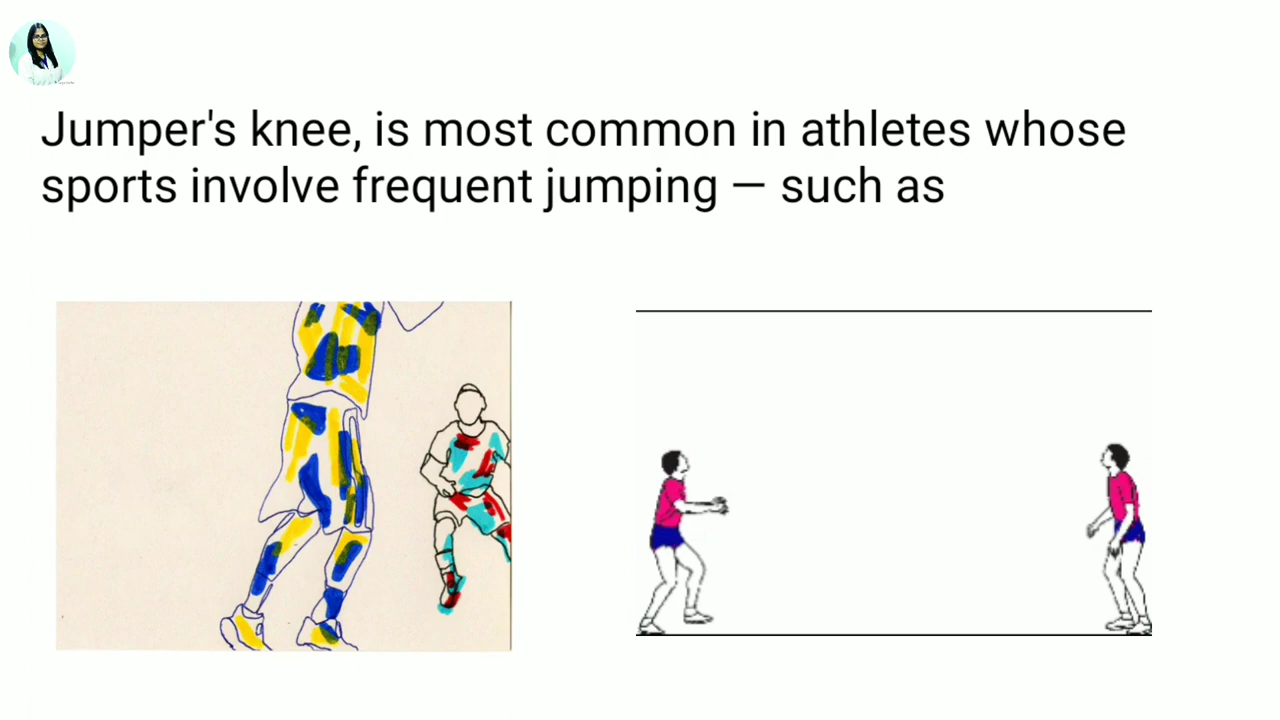 Jumper's knee, is most common in athletes whose
sports involve frequent jumping — such as